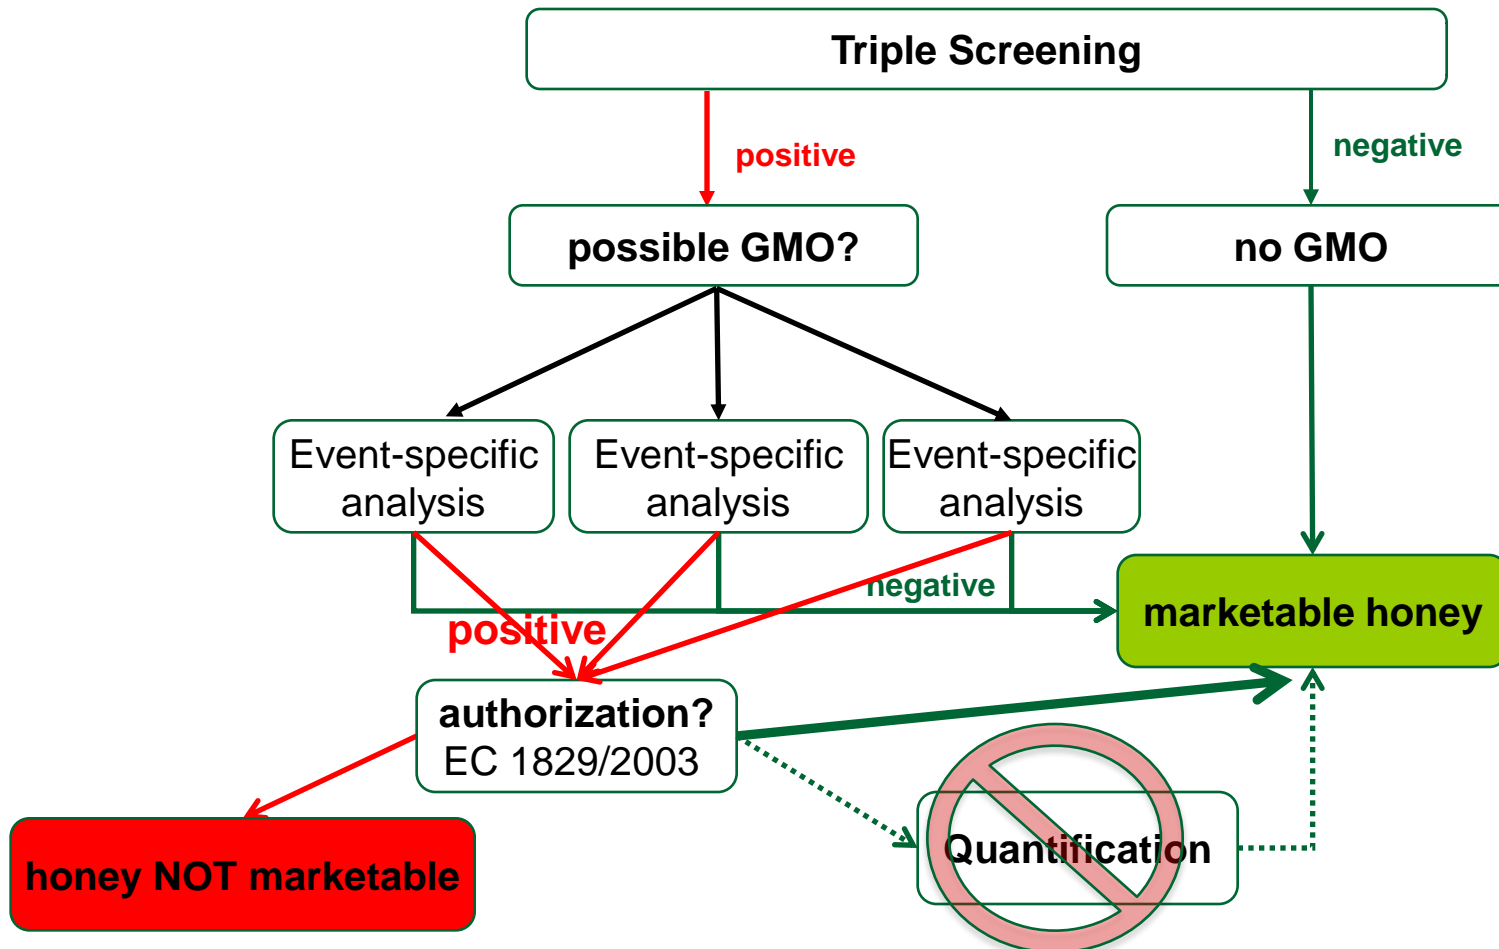 Triple Screening
positive
negative
possible GMO?
no GMO
Event-specific
analysis
Event-specific
analysis
Event-specific
analysis
negative
positive
marketable honey
authorization?
EC 1829/2003
Quantification
honey NOT marketable